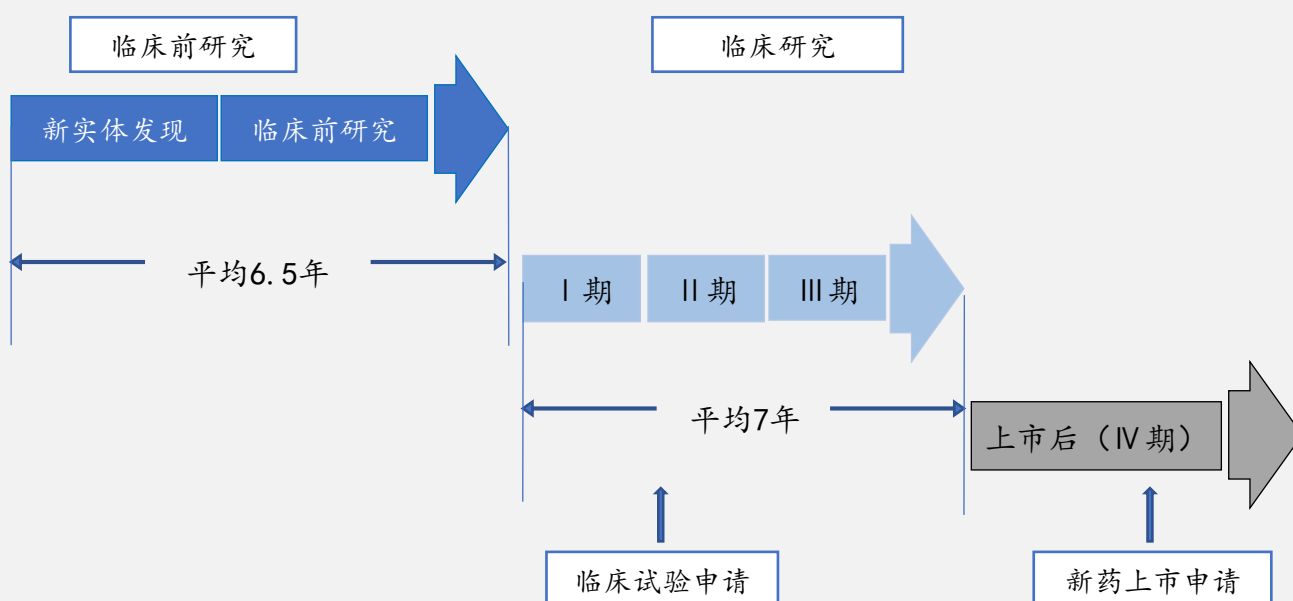 临床前研究
临床研究
新实体发现
临床前研究
平均6.5年
Ⅰ期
Ⅱ期
Ⅲ期
平均7年
上市后（Ⅳ期）
临床试验申请
新药上市申请